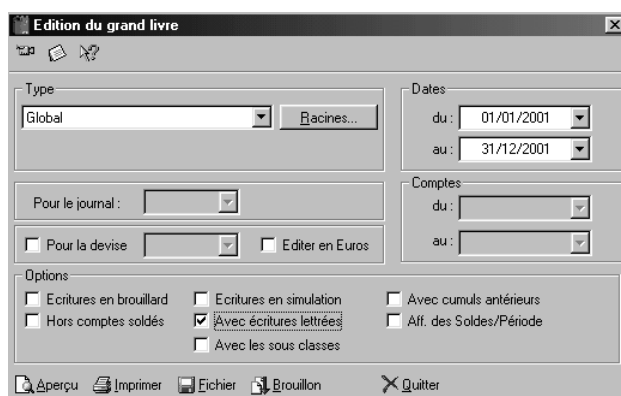 Edition du grand livre
Type
Global
Racines...
Dates
du :
01/01/2001
au :
31/12/2001
Pour le journal :
Comptes
du :
au :
Pour la devise
Editer en Euros
Options
Ecritures en brouillard
Ecritures en simulation
Avec cumuls antérieurs
Hors comptes soldés
Avec écritures lettrées
Aff. des Soldes/Période
Avec les sous classes
Aperçu
Imprimer
Fichier
Brouillon
Quitter